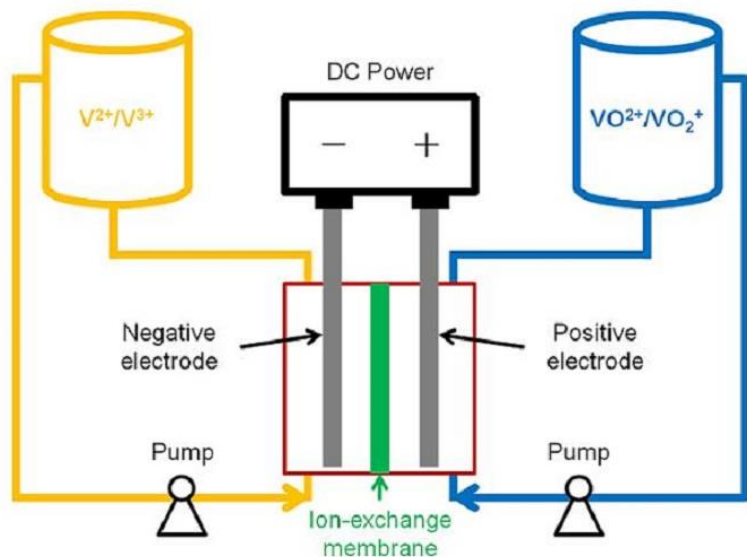 DC Power
V²⁺/V³⁺
VO²⁺/VO₂⁺
− +
Negative
electrode
Positive
electrode
Pump
Pump
Ion-exchange
membrane